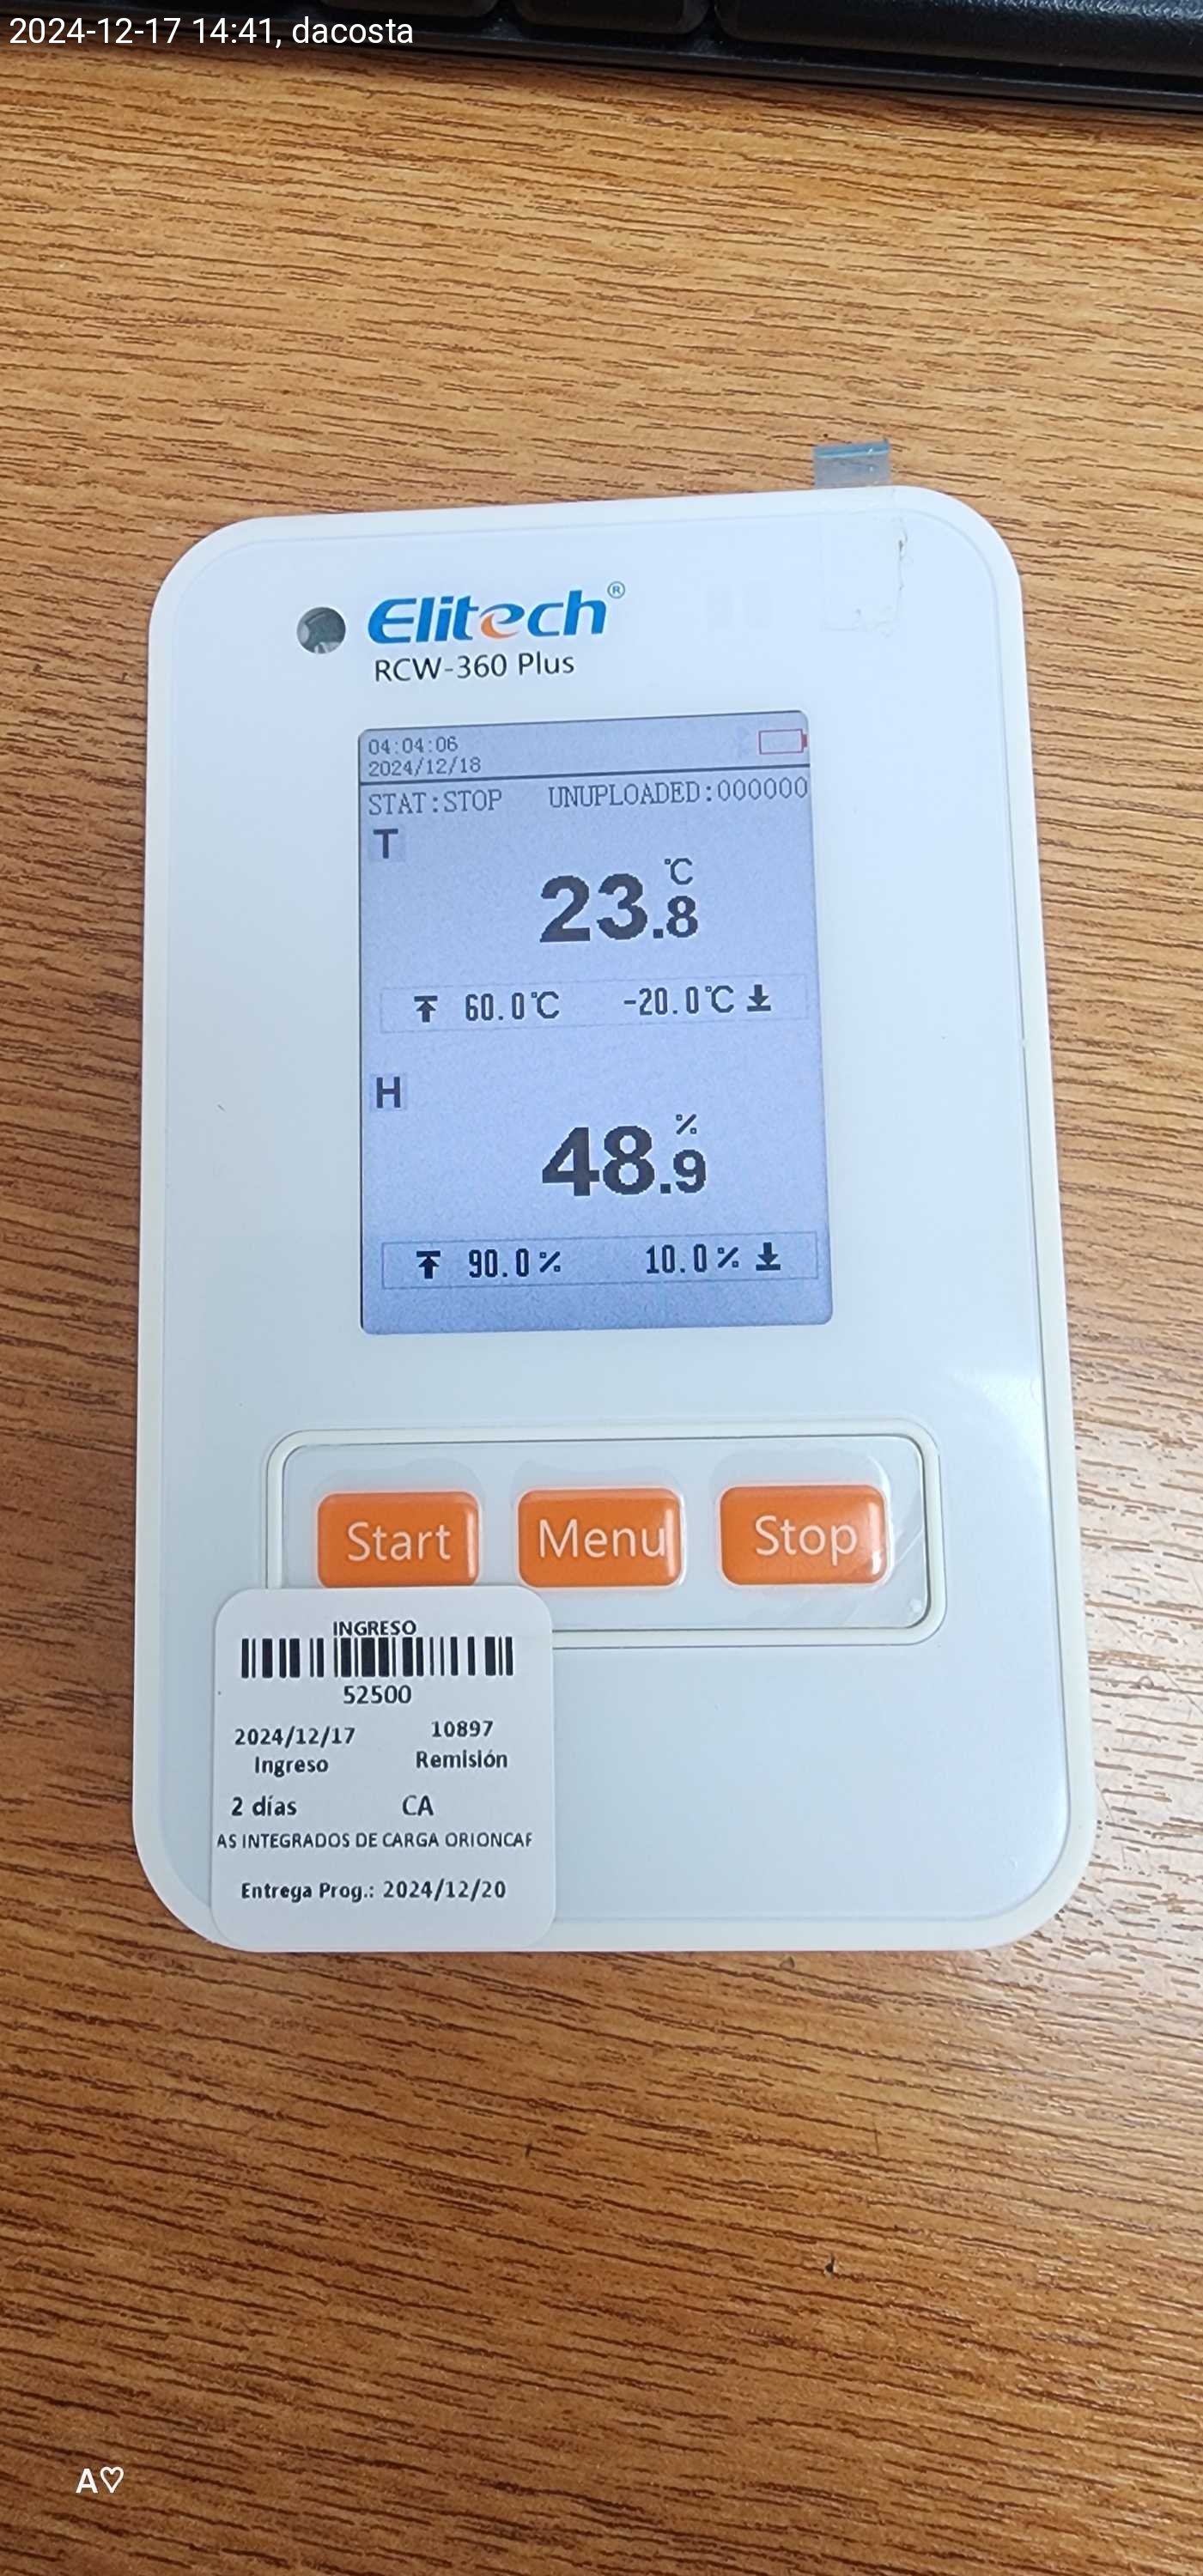 2024-12-17 14:41, dacosta
Elitech®
RCW-360 Plus
04:04:06
2024/12/18
STAT:STOP UNUPLOADED:000000
T
℃
23.8
60.0℃ -20.0℃
H
%
48.9
90.0% 10.0%
Start Menu Stop
INGRESO
52500
2024/12/17 10897
Ingreso Remisión
2 días CA
AS INTEGRADOS DE CARGA ORIONCAF
Entrega Prog.: 2024/12/20
A♡